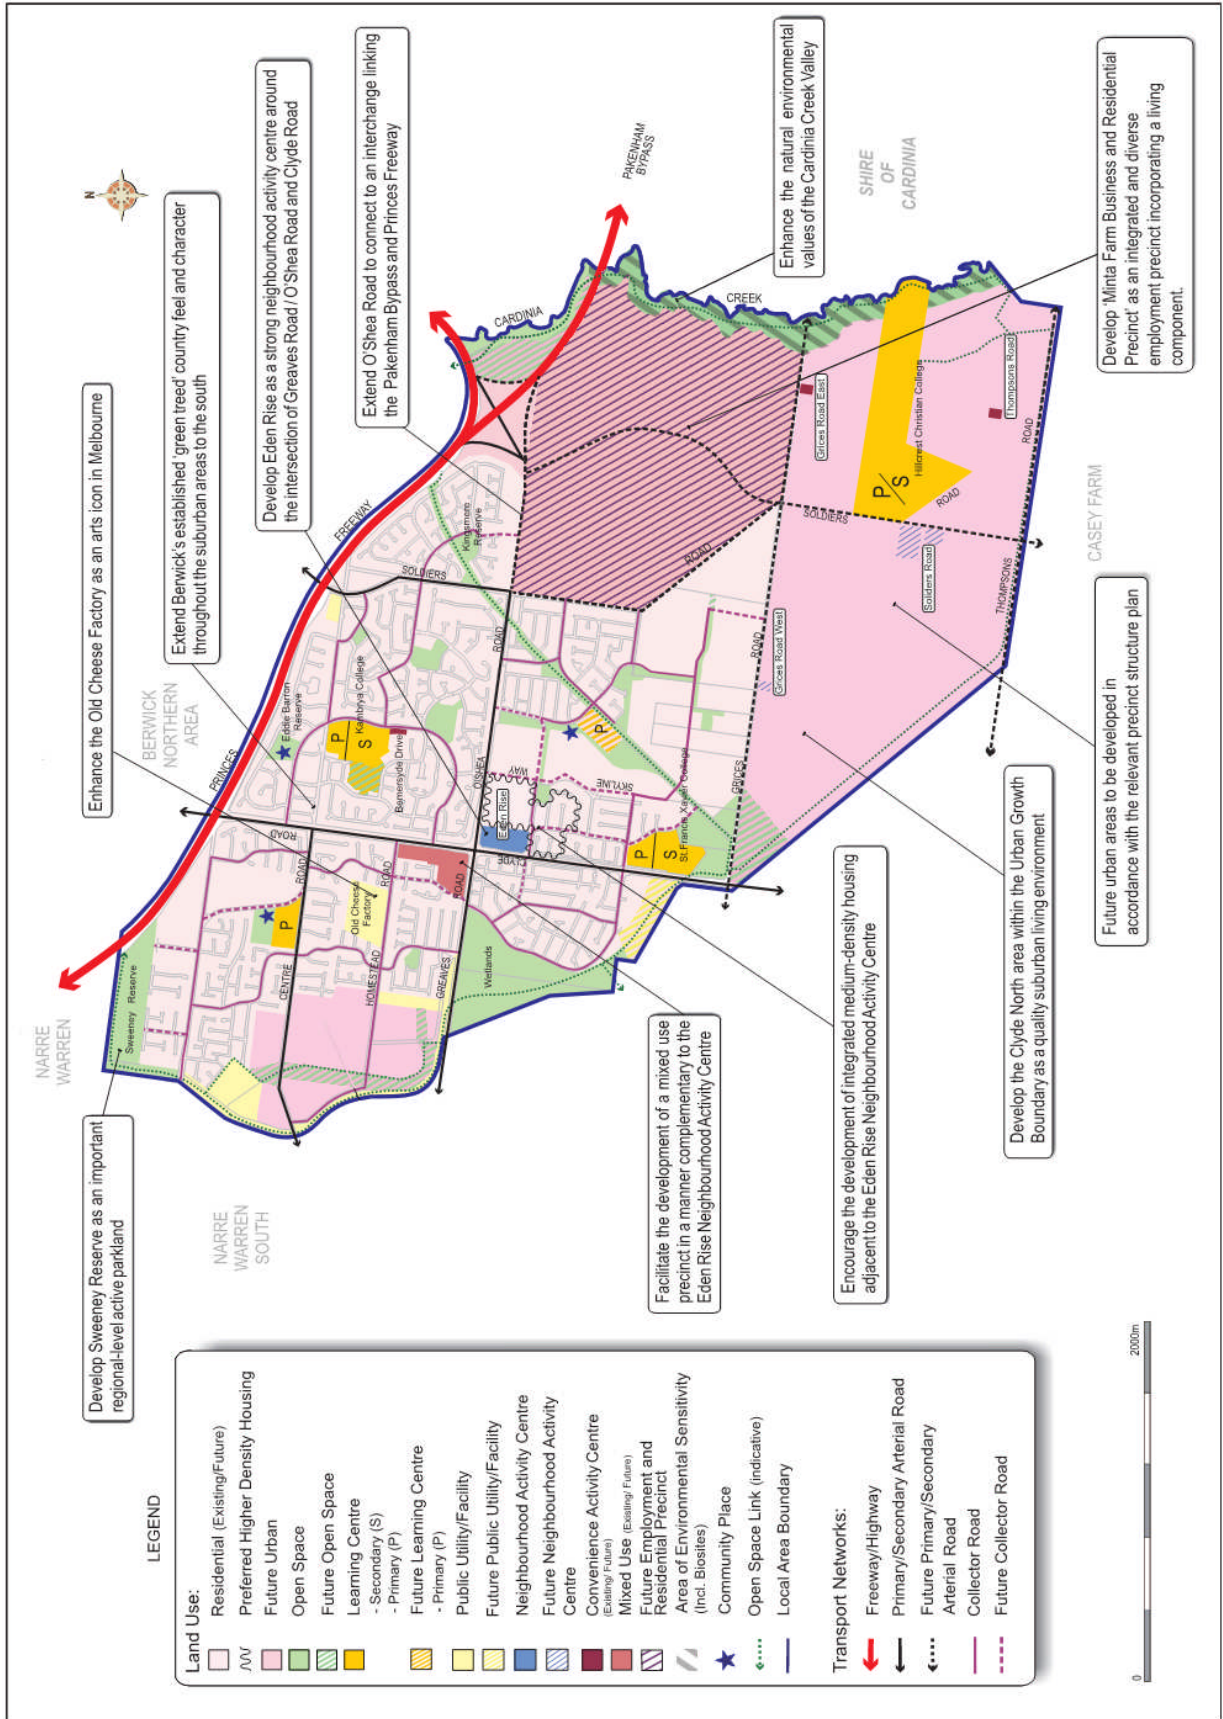 LEGEND
Land Use:
Residential (Existing/Future)
Preferred Higher Density Housing
Future Urban
Open Space
Future Open Space
Learning Centre
- Secondary (S)
- Primary (P)
Future Learning Centre
- Primary (P)
Public Utility/Facility
Future Public Utility/Facility
Neighbourhood Activity Centre
Future Neighbourhood Activity
Centre
Convenience Activity Centre
(Existing/ Future)
Mixed Use (Existing/ Future)
Future Employment and
Residential Precinct
Area of Environmental Sensitivity
(Incl. Biosites)
Community Place
Open Space Link (indicative)
Local Area Boundary
Transport Networks:
Freeway/Highway
Primary/Secondary Arterial Road
Future Primary/Secondary
Arterial Road
Collector Road
Future Collector Road
0
2000m
Develop Sweeney Reserve as an important
regional-level active parkland
Enhance the Old Cheese Factory as an arts icon in Melbourne
Extend Berwick's established 'green treed' country feel and character
throughout the suburban areas to the south
Develop Eden Rise as a strong neighbourhood activity centre around
the intersection of Greaves Road / O'Shea Road and Clyde Road
Extend O'Shea Road to connect to an interchange linking
the Pakenham Bypass and Princes Freeway
Enhance the natural environmental
values of the Cardinia Creek Valley
Develop 'Minta Farm Business and Residential
Precinct' as an integrated and diverse
employment precinct incorporating a living
component.
Facilitate the development of a mixed use
precinct in a manner complementary to the
Eden Rise Neighbourhood Activity Centre
Encourage the development of integrated medium-density housing
adjacent to the Eden Rise Neighbourhood Activity Centre
Develop the Clyde North area within the Urban Growth
Boundary as a quality suburban living environment
Future urban areas to be developed in
accordance with the relevant precinct structure plan
N
NARRE
WARREN
NARRE
WARREN
SOUTH
BERWICK
NORTHERN
AREA
SHIRE
OF
CARDINIA
CASEY FARM
PAKENHAM
BYPASS
PRINCES
FREEWAY
CARDINIA
CREEK
Sweeney Reserve
CENTRE
ROAD
HOMESTEAD
ROAD
GREAVES
ROAD
Old Cheese
Factory
P
Wetlands
ROAD
CLYDE
Eddie Barron
Reserve
P
S
Kambrya College
Bemersyde Drive
O'SHEA
ROAD
Eden Rise
SKYLINE
WAY
P
P
S
St Francis Xavier College
SOLDIERS
ROAD
Kingsmere
Reserve
GRICES
ROAD
Grices Road West
Grices Road East
SOLDIERS
ROAD
Soliders Road
P
S
Hillcrest Christian College
Thompsons Road
THOMPSONS
ROAD